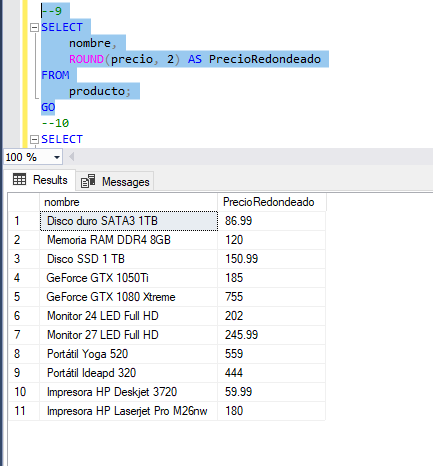 --9
SELECT
nombre,
ROUND(precio, 2) AS PrecioRedondeado
FROM
producto;
GO
--10
SELECT
100 %
Results Messages
nombre PrecioRedondeado
1 Disco duro SATA3 1TB 86.99
2 Memoria RAM DDR4 8GB 120
3 Disco SSD 1 TB 150.99
4 GeForce GTX 1050Ti 185
5 GeForce GTX 1080 Xtreme 755
6 Monitor 24 LED Full HD 202
7 Monitor 27 LED Full HD 245.99
8 Portátil Yoga 520 559
9 Portátil Ideapd 320 444
10 Impresora HP Deskjet 3720 59.99
11 Impresora HP Laserjet Pro M26nw 180